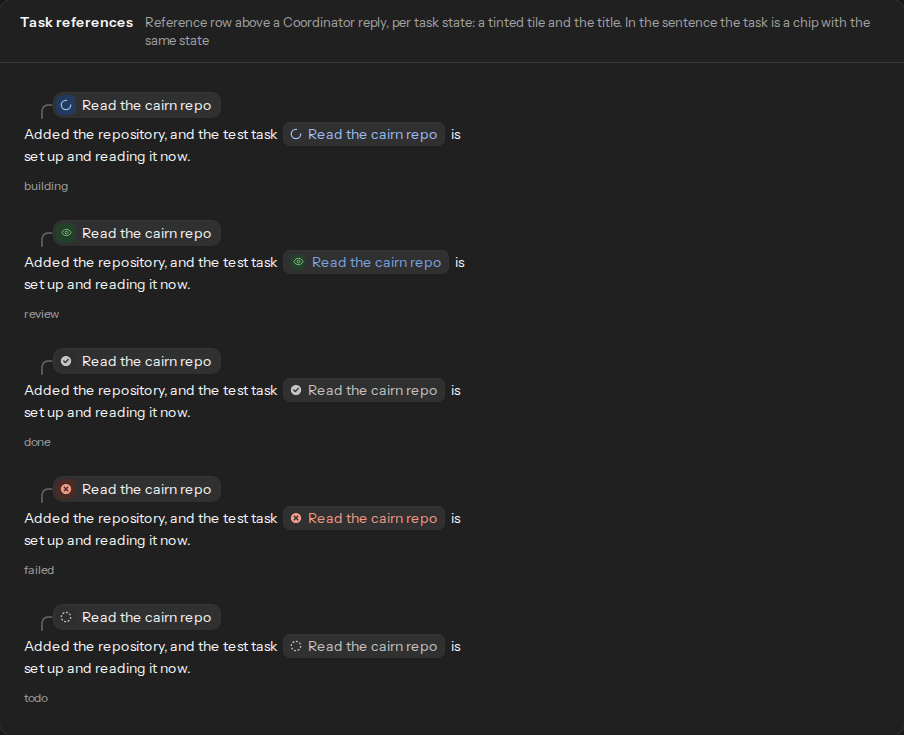 Task references
Reference row above a Coordinator reply, per task state: a tinted tile and the title. In the sentence the task is a chip with the
same state
Read the cairn repo
Added the repository, and the test task Read the cairn repo is
set up and reading it now.
building
Read the cairn repo
Added the repository, and the test task Read the cairn repo is
set up and reading it now.
review
Read the cairn repo
Added the repository, and the test task Read the cairn repo is
set up and reading it now.
done
Read the cairn repo
Added the repository, and the test task Read the cairn repo is
set up and reading it now.
failed
Read the cairn repo
Added the repository, and the test task Read the cairn repo is
set up and reading it now.
todo